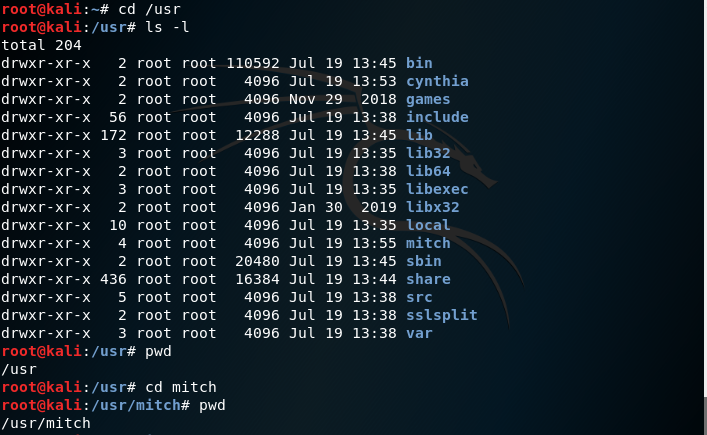 root@kali:~# cd /usr
root@kali:/usr# ls -l
total 204
drwxr-xr-x   2 root root 110592 Jul 19 13:45 bin
drwxr-xr-x   2 root root   4096 Jul 19 13:53 cynthia
drwxr-xr-x   2 root root   4096 Nov 29  2018 games
drwxr-xr-x  56 root root   4096 Jul 19 13:38 include
drwxr-xr-x 172 root root  12288 Jul 19 13:45 lib
drwxr-xr-x   3 root root   4096 Jul 19 13:35 lib32
drwxr-xr-x   2 root root   4096 Jul 19 13:38 lib64
drwxr-xr-x   3 root root   4096 Jul 19 13:35 libexec
drwxr-xr-x   2 root root   4096 Jan 30  2019 libx32
drwxr-xr-x  10 root root   4096 Jul 19 13:35 local
drwxr-xr-x   4 root root   4096 Jul 19 13:55 mitch
drwxr-xr-x   2 root root  20480 Jul 19 13:45 sbin
drwxr-xr-x 436 root root  16384 Jul 19 13:44 share
drwxr-xr-x   5 root root   4096 Jul 19 13:38 src
drwxr-xr-x   2 root root   4096 Jul 19 13:38 sslsplit
drwxr-xr-x   3 root root   4096 Jul 19 13:38 var
root@kali:/usr# pwd
/usr
root@kali:/usr# cd mitch
root@kali:/usr/mitch# pwd
/usr/mitch